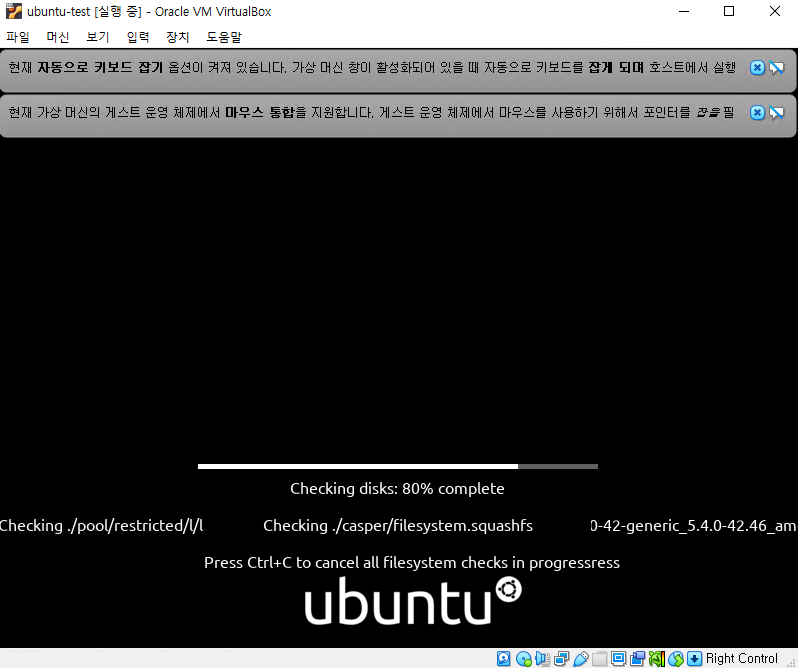 ubuntu-test [실행 중] - Oracle VM VirtualBox
파일 머신 보기 입력 장치 도움말
현재 자동으로 키보드 잡기 옵션이 켜져 있습니다. 가상 머신 창이 활성화되어 있을 때 자동으로 키보드를 잡게 되며 호스트에서 실행
현재 가상 머신의 게스트 운영 체제에서 마우스 통합을 지원합니다. 게스트 운영 체제에서 마우스를 사용하기 위해서 포인터를 잡을 필
Checking disks: 80% complete
Checking ./pool/restricted/l/l Checking ./casper/filesystem.squashfs 0-42-generic_5.4.0-42.46_am
Press Ctrl+C to cancel all filesystem checks in progressress
ubuntu
Right Control